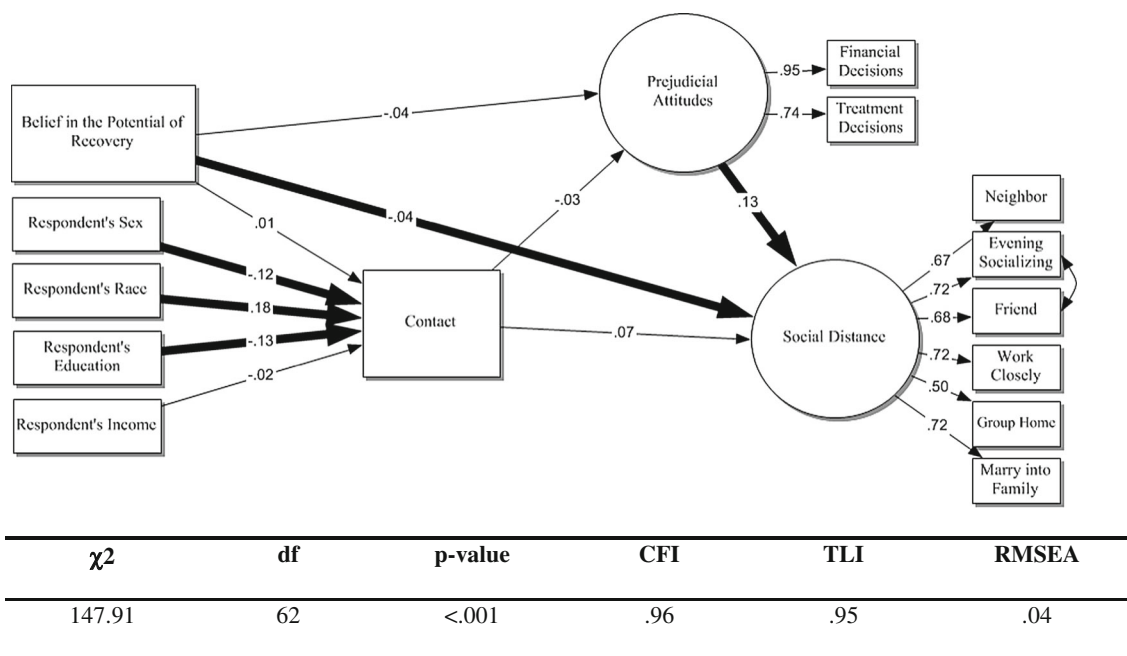 Belief in the Potential of
Recovery
Respondent's Sex
Respondent's Race
Respondent's
Education
Respondent's Income
-.04
-.04
.01
-.12
.18
-.13
-.02
Contact
-.03
.07
Prejudicial
Attitudes
.95
.74
Financial
Decisions
Treatment
Decisions
.13
Social Distance
.67
.72
.68
.72
.50
.72
Neighbor
Evening
Socializing
Friend
Work
Closely
Group Home
Marry into
Family
χ2 df p-value CFI TLI RMSEA
147.91 62 <.001 .96 .95 .04